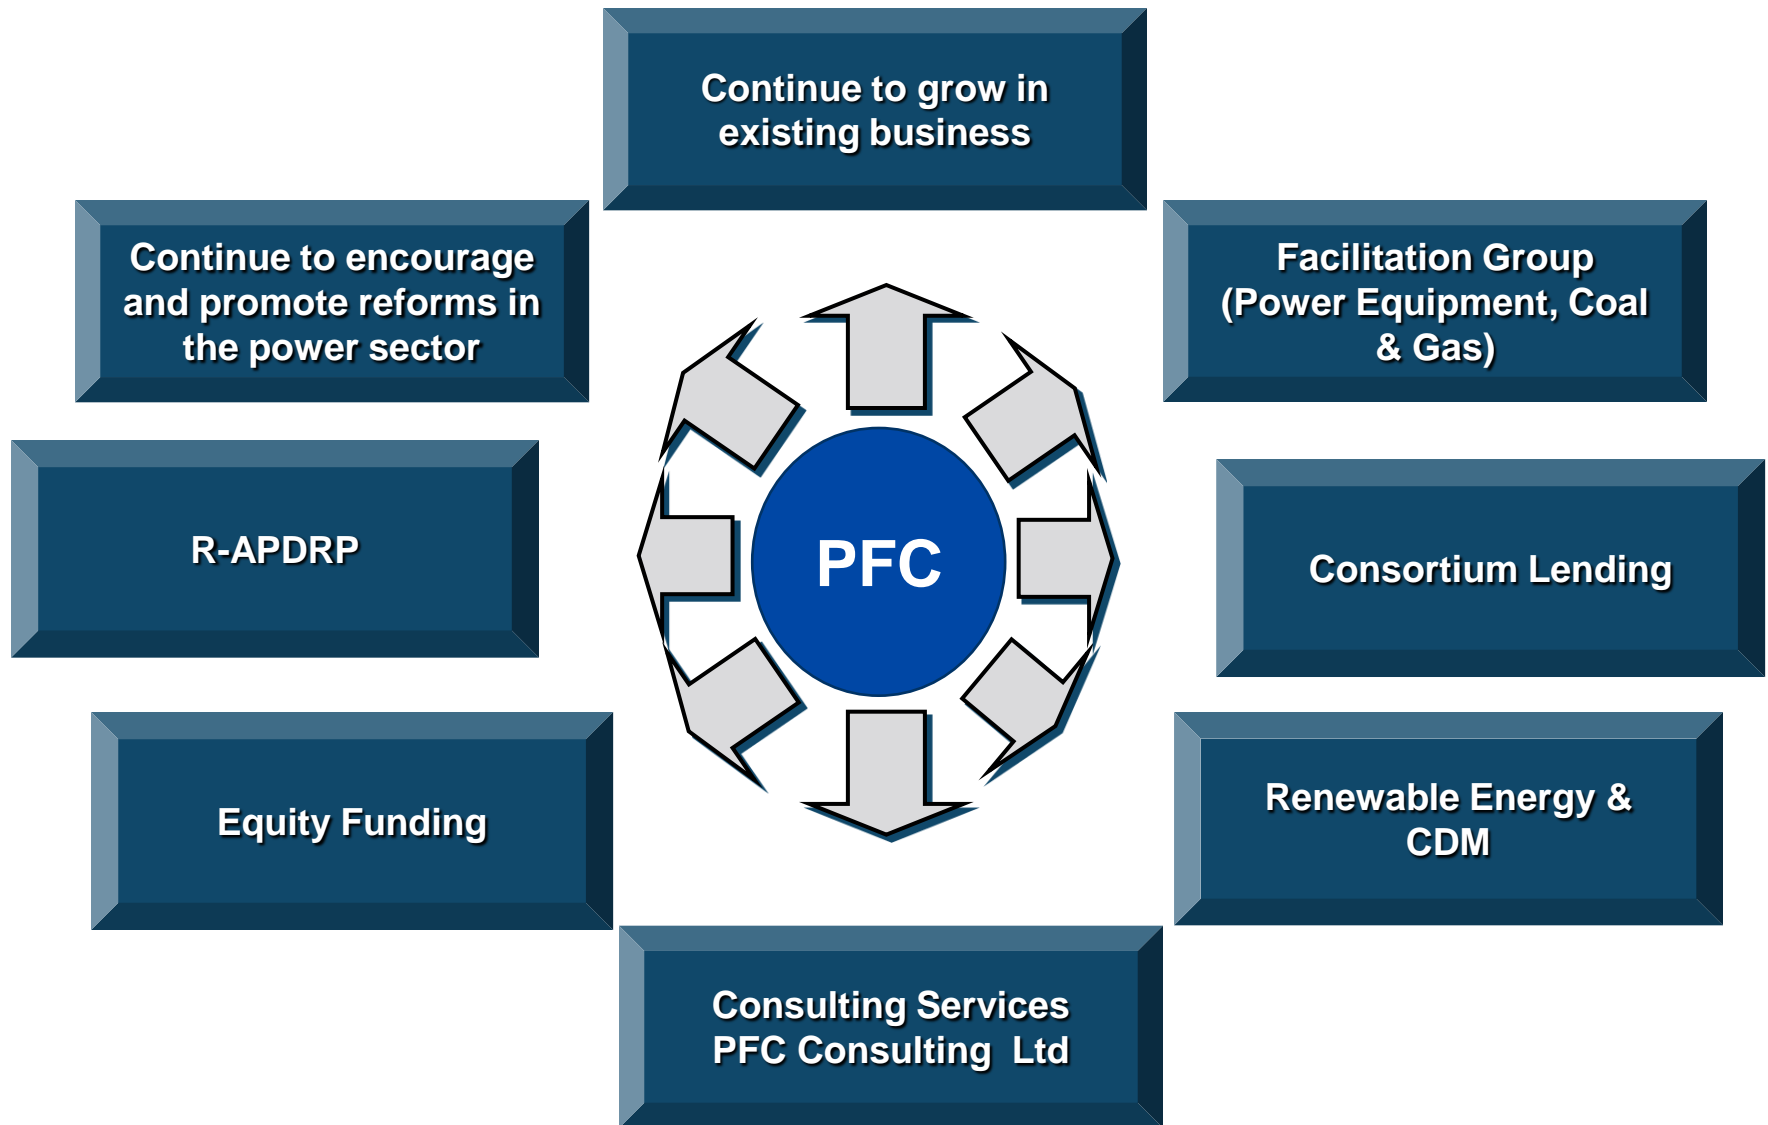 Continue to grow in
existing business
Continue to encourage
and promote reforms in
the power sector
Facilitation Group
(Power Equipment, Coal
& Gas)
R-APDRP
PFC
Consortium Lending
Equity Funding
Renewable Energy &
CDM
Consulting Services
PFC Consulting  Ltd